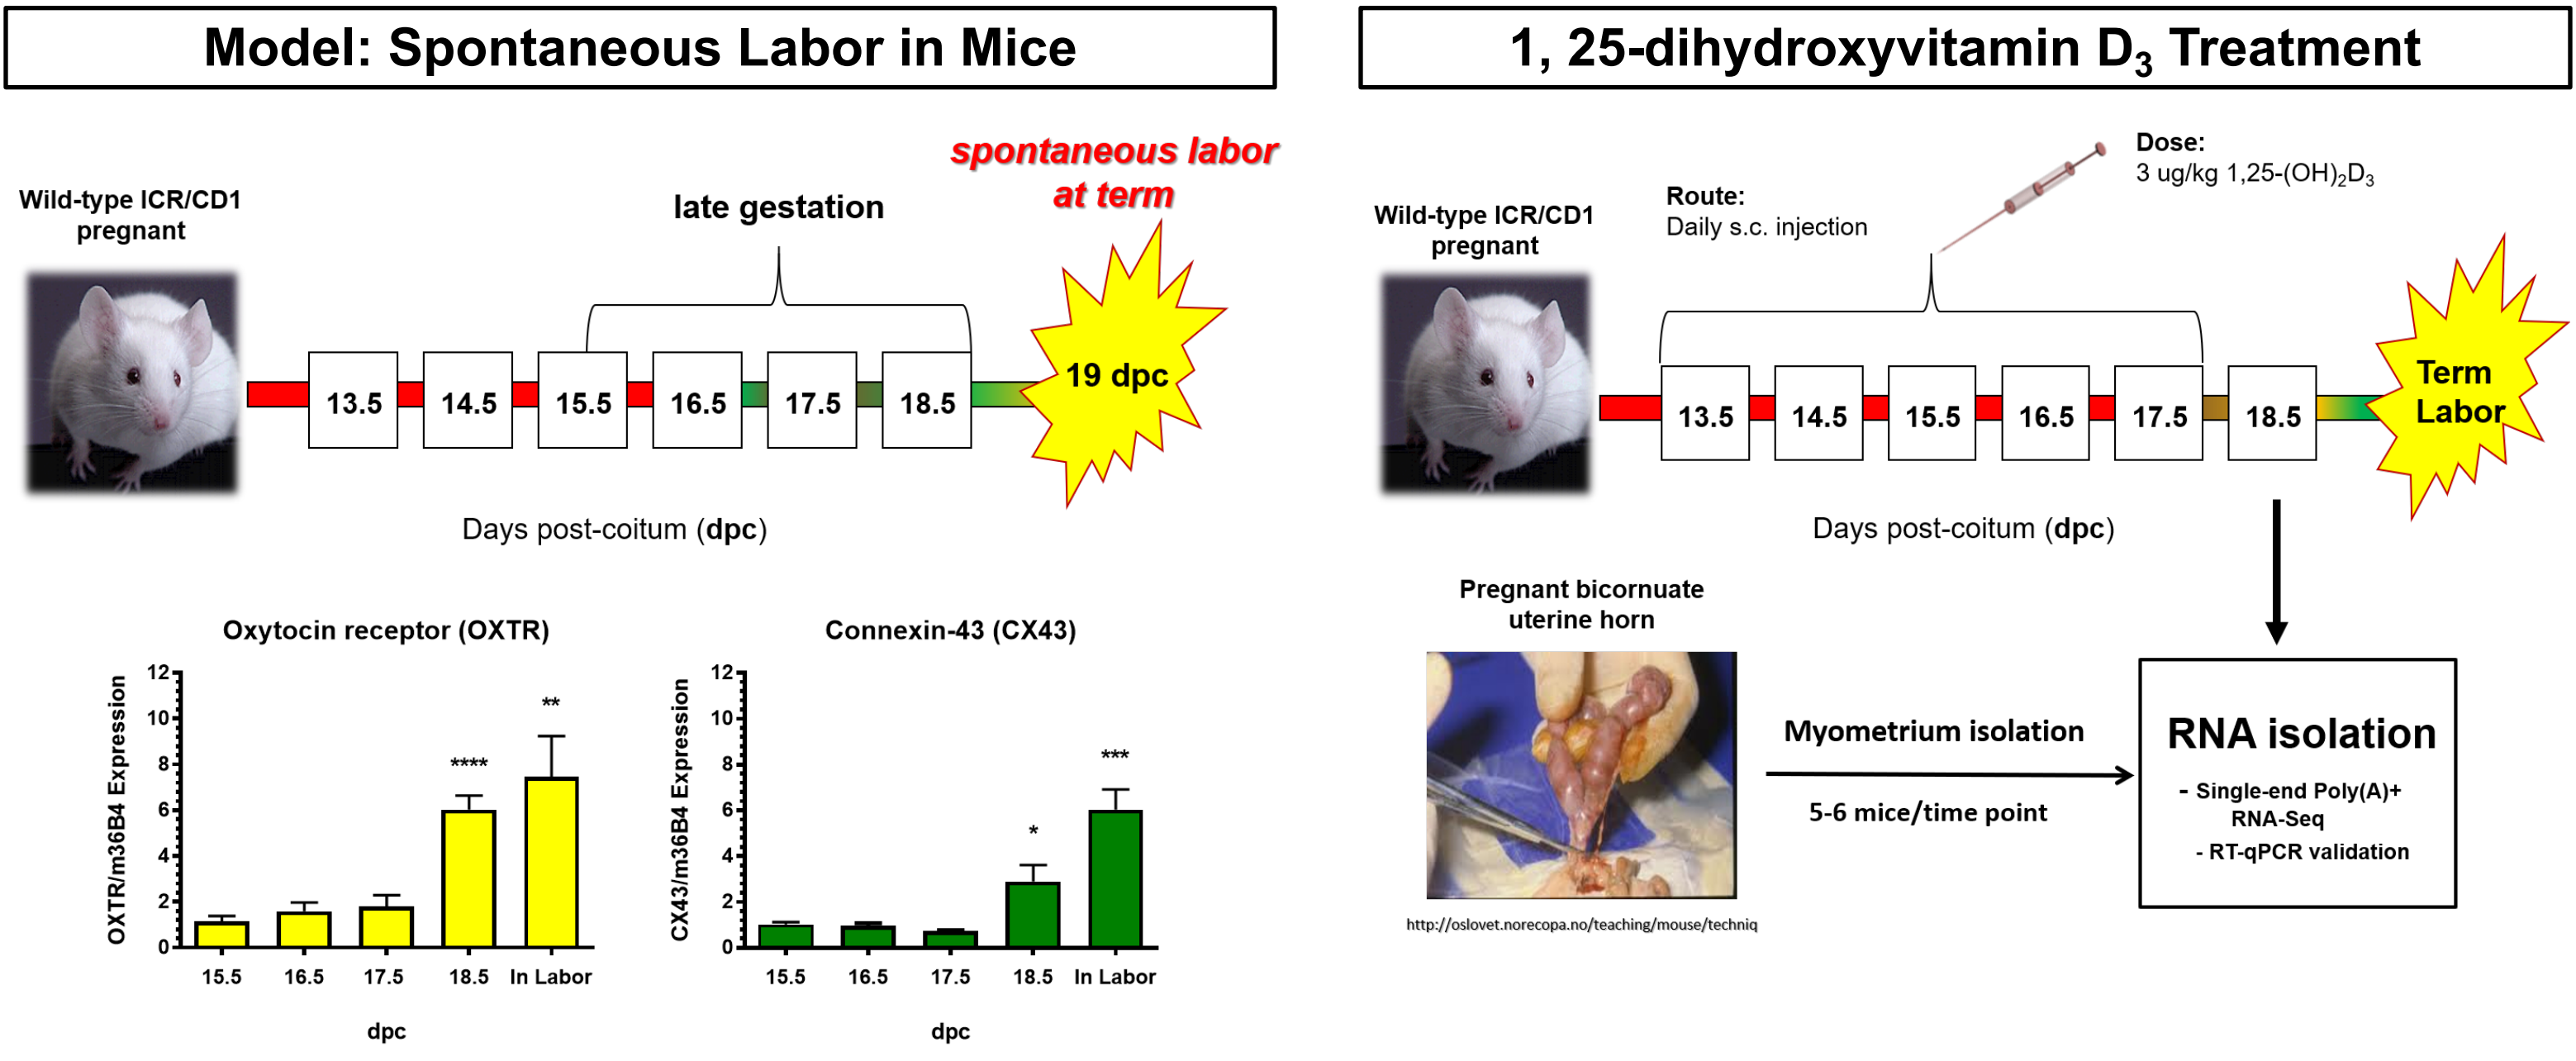 Model: Spontaneous Labor in Mice
spontaneous labor
at term
Wild-type ICR/CD1
pregnant
late gestation
13.5
14.5
15.5
16.5
17.5
18.5
19 dpc
Days post-coitum (dpc)
Oxytocin receptor (OXTR)
OXTR/m36B4 Expression
12
10
8
6
4
2
0
****
**
15.5
16.5
17.5
18.5
In Labor
dpc
Connexin-43 (CX43)
CX43/m36B4 Expression
12
10
8
6
4
2
0
*
***
15.5
16.5
17.5
18.5
In Labor
dpc
1, 25-dihydroxyvitamin D₃ Treatment
Dose:
3 ug/kg 1,25-(OH)₂D₃
Route:
Daily s.c. injection
Wild-type ICR/CD1
pregnant
13.5
14.5
15.5
16.5
17.5
18.5
Term
Labor
Days post-coitum (dpc)
Pregnant bicornuate
uterine horn
http://oslovet.norecopa.no/teaching/mouse/techniq
Myometrium isolation
5-6 mice/time point
RNA isolation
- Single-end Poly(A)+
RNA-Seq
- RT-qPCR validation